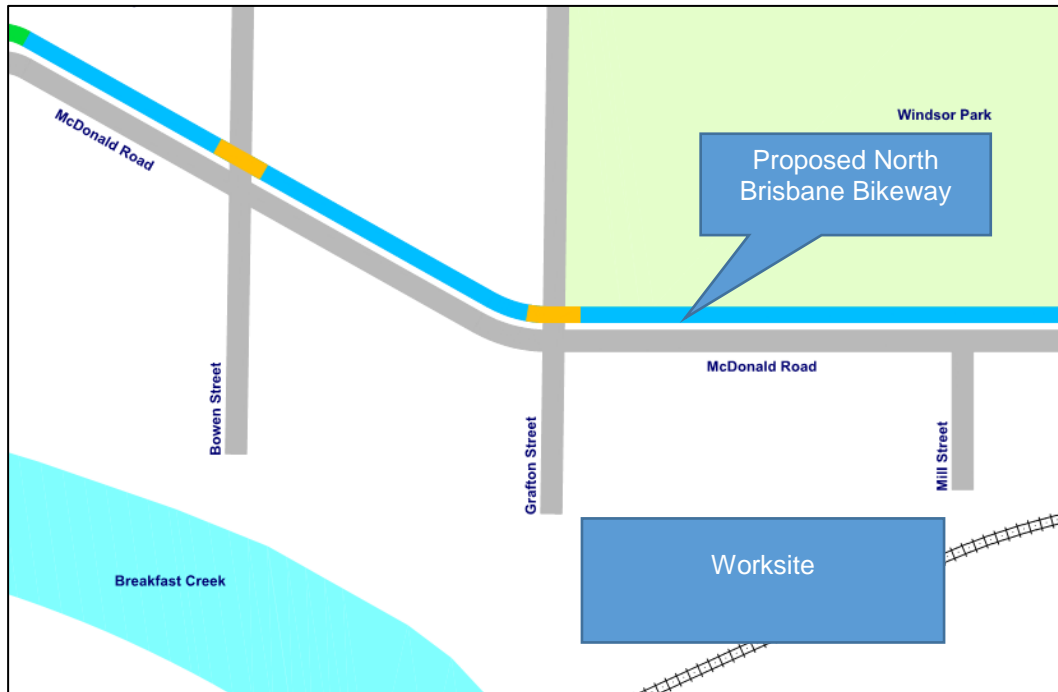 McDonald Road
Windsor Park
Proposed North
Brisbane Bikeway
McDonald Road
Bowen Street
Grafton Street
Mill Street
Worksite
Breakfast Creek